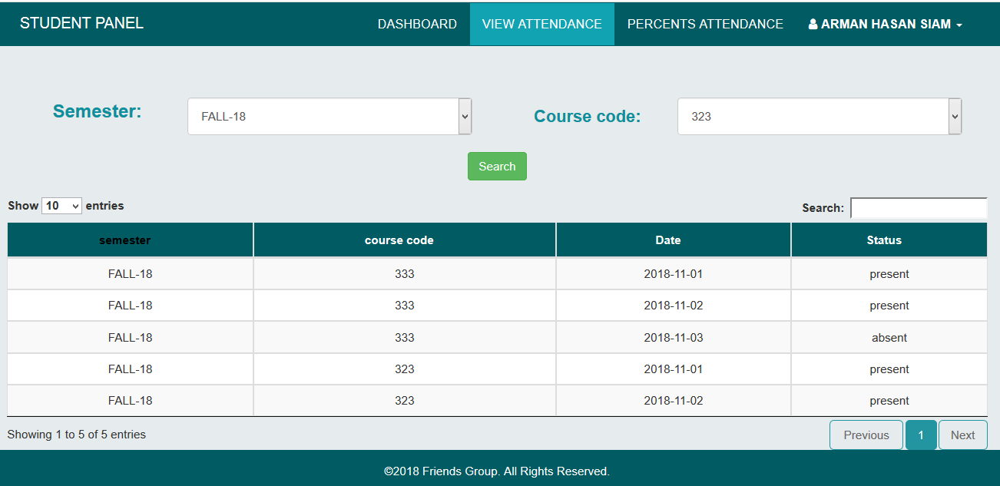 STUDENT PANEL DASHBOARD VIEW ATTENDANCE PERCENTS ATTENDANCE ARMAN HASAN SIAM
Semester: FALL-18 Course code: 323
Search
Show 10 entries Search:
semester course code Date Status
FALL-18 333 2018-11-01 present
FALL-18 333 2018-11-02 present
FALL-18 333 2018-11-03 absent
FALL-18 323 2018-11-01 present
FALL-18 323 2018-11-02 present
Showing 1 to 5 of 5 entries Previous 1 Next
©2018 Friends Group. All Rights Reserved.